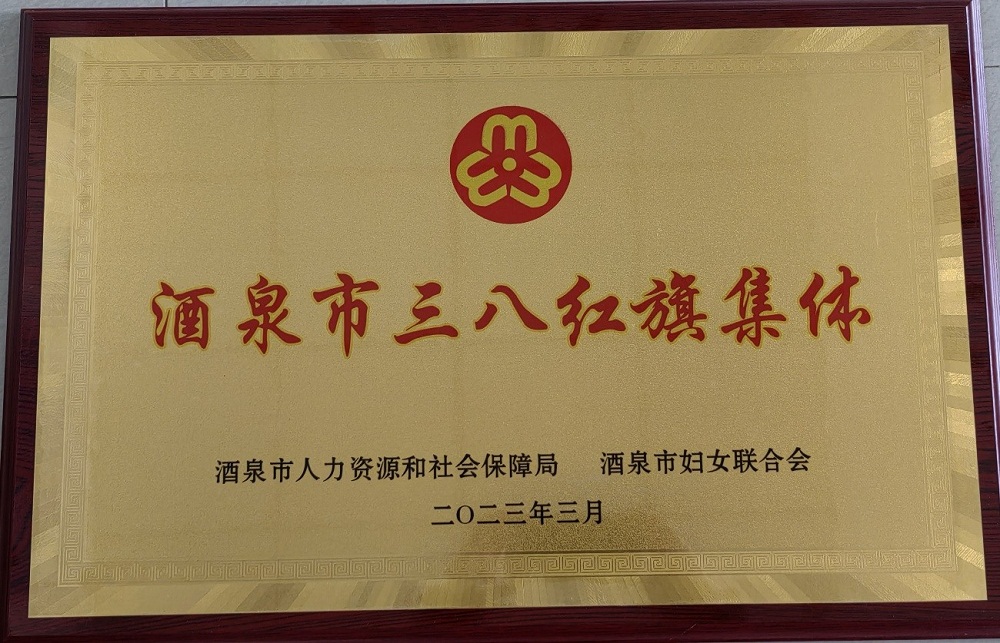 酒泉市三八红旗集体
酒泉市人力资源和社会保障局 酒泉市妇女联合会
二〇二三年三月